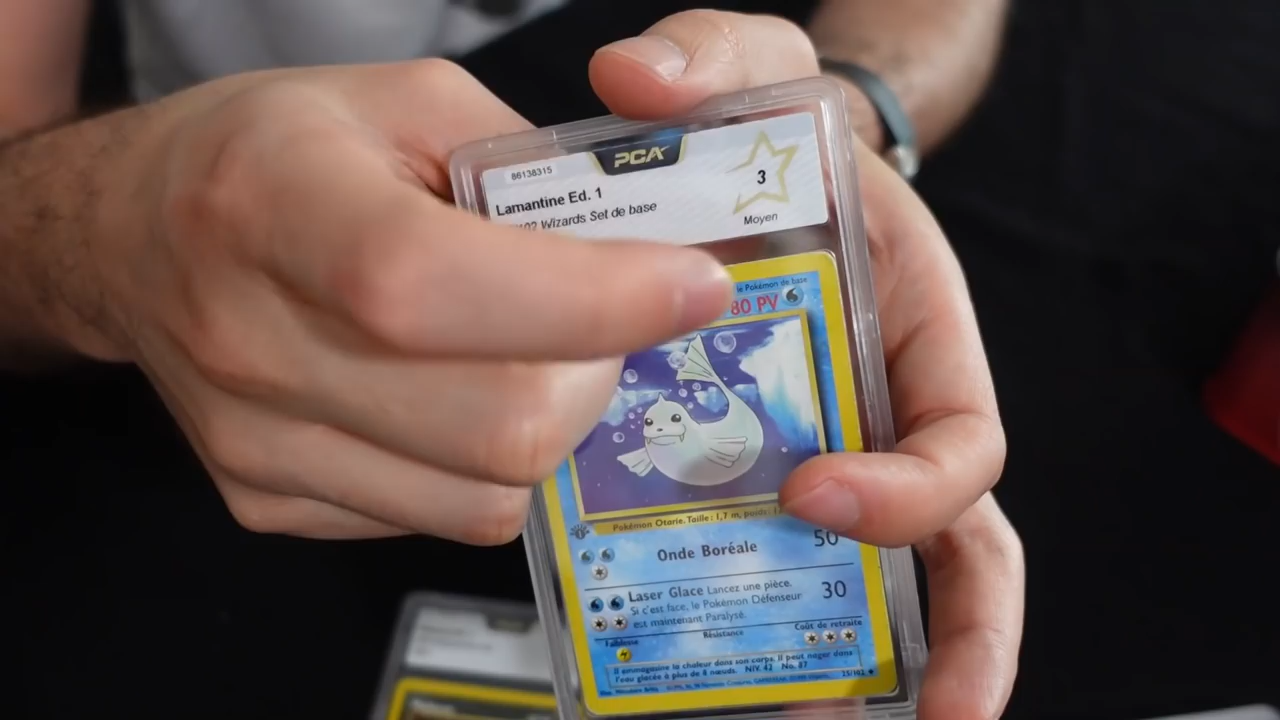 PCA
86138315
3
Lamantine Ed. 1
Moyen
102 Wizards Set de base
le Pokémon de base
80 PV
Pokémon Otarie. Taille: 1,7 m, poids:
Onde Boréale 50
Laser Glace Lancez une pièce.
Si c'est face, le Pokémon Défenseur 30
est maintenant Paralysé.
Faiblesse Résistance Coût de retraite
Il emmagasine la chaleur dans son corps. Il peut nager dans
l'eau glacée à plus de 8 nœuds. NIV. 42 No. 87
25/102